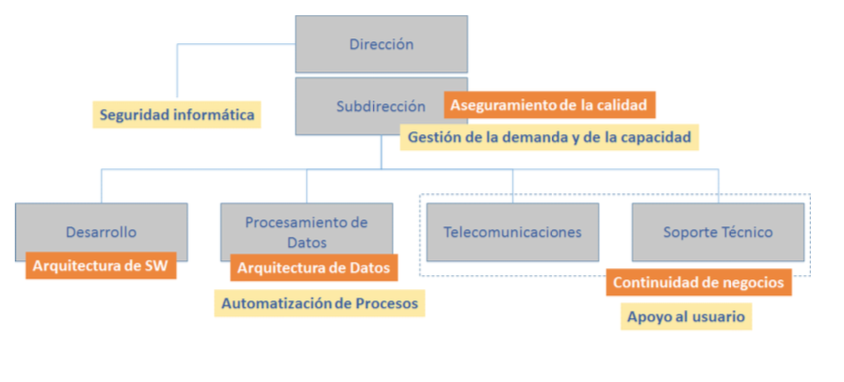 Dirección
Seguridad informática
Subdirección
Aseguramiento de la calidad
Gestión de la demanda y de la capacidad
Desarrollo
Arquitectura de SW
Procesamiento de
Datos
Arquitectura de Datos
Automatización de Procesos
Telecomunicaciones
Soporte Técnico
Continuidad de negocios
Apoyo al usuario